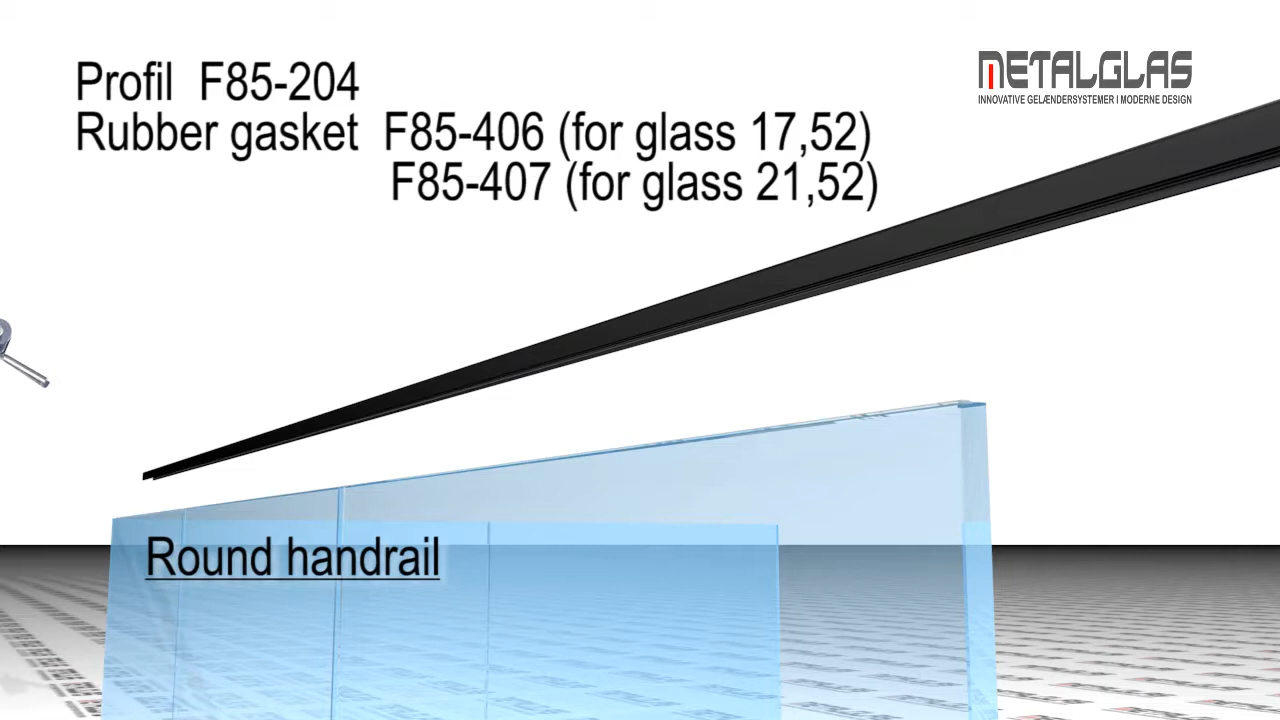 METALGLAS
INNOVATIVE GELÆNDERSYSTEMER I MODERNE DESIGN
Profil F85-204
Rubber gasket F85-406 (for glass 17,52)
F85-407 (for glass 21,52)
Round handrail